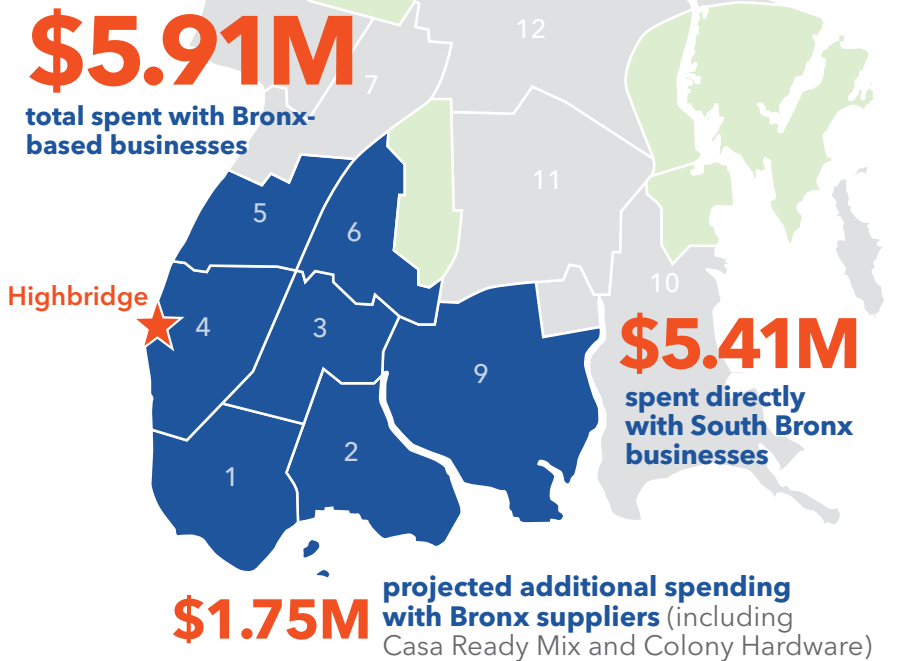 $5.91M
total spent with Bronx-
based businesses
12
7
11
5
6
10
Highbridge
4
3
9
$5.41M
spent directly
with South Bronx
businesses
2
1
$1.75M
projected additional spending
with Bronx suppliers (including
Casa Ready Mix and Colony Hardware)